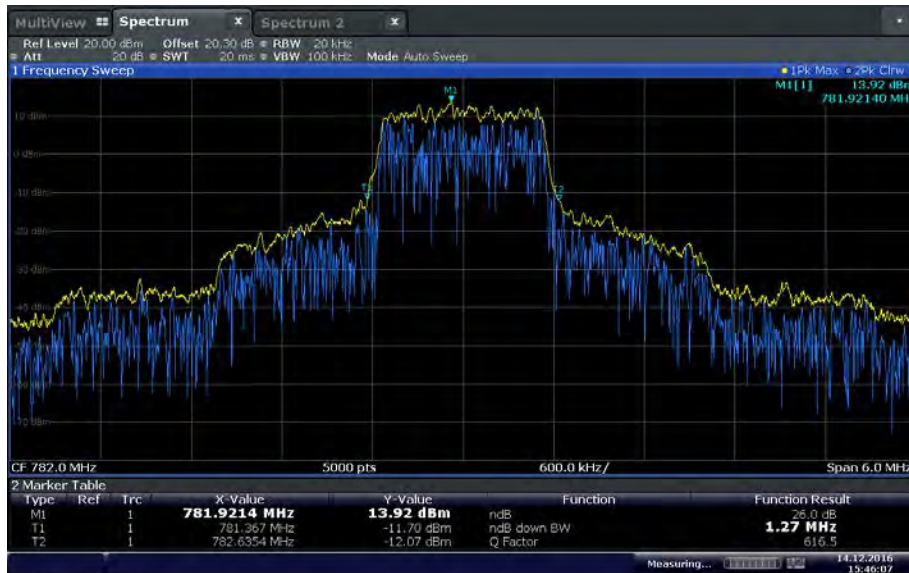 MultiView Spectrum X Spectrum 2 X
Ref Level 20.00 dBm Offset 20.30 dB RBW 20 kHz
Att 20 dB SWT 20 ms VBW 100 kHz Mode Auto Sweep
1 Frequency Sweep 1Pk Max 2Pk Clrw
M1[1] 13.92 dBm
781.92140 MHz
M1
10 dBm
0 dBm
-10 dBm
T1 T2
-20 dBm
-30 dBm
CF 782.0 MHz 5000 pts 600.0 kHz/ Span 6.0 MHz
2 Marker Table
Type Ref Trc X-Value Y-Value Function Function Result
M1 1 781.9214 MHz 13.92 dBm ndB 26.0 dB
T1 1 781.367 MHz -11.70 dBm ndB down BW 1.27 MHz
T2 1 782.6354 MHz -12.07 dBm Q Factor 616.5
Measuring... 14.12.2016
15:46:07